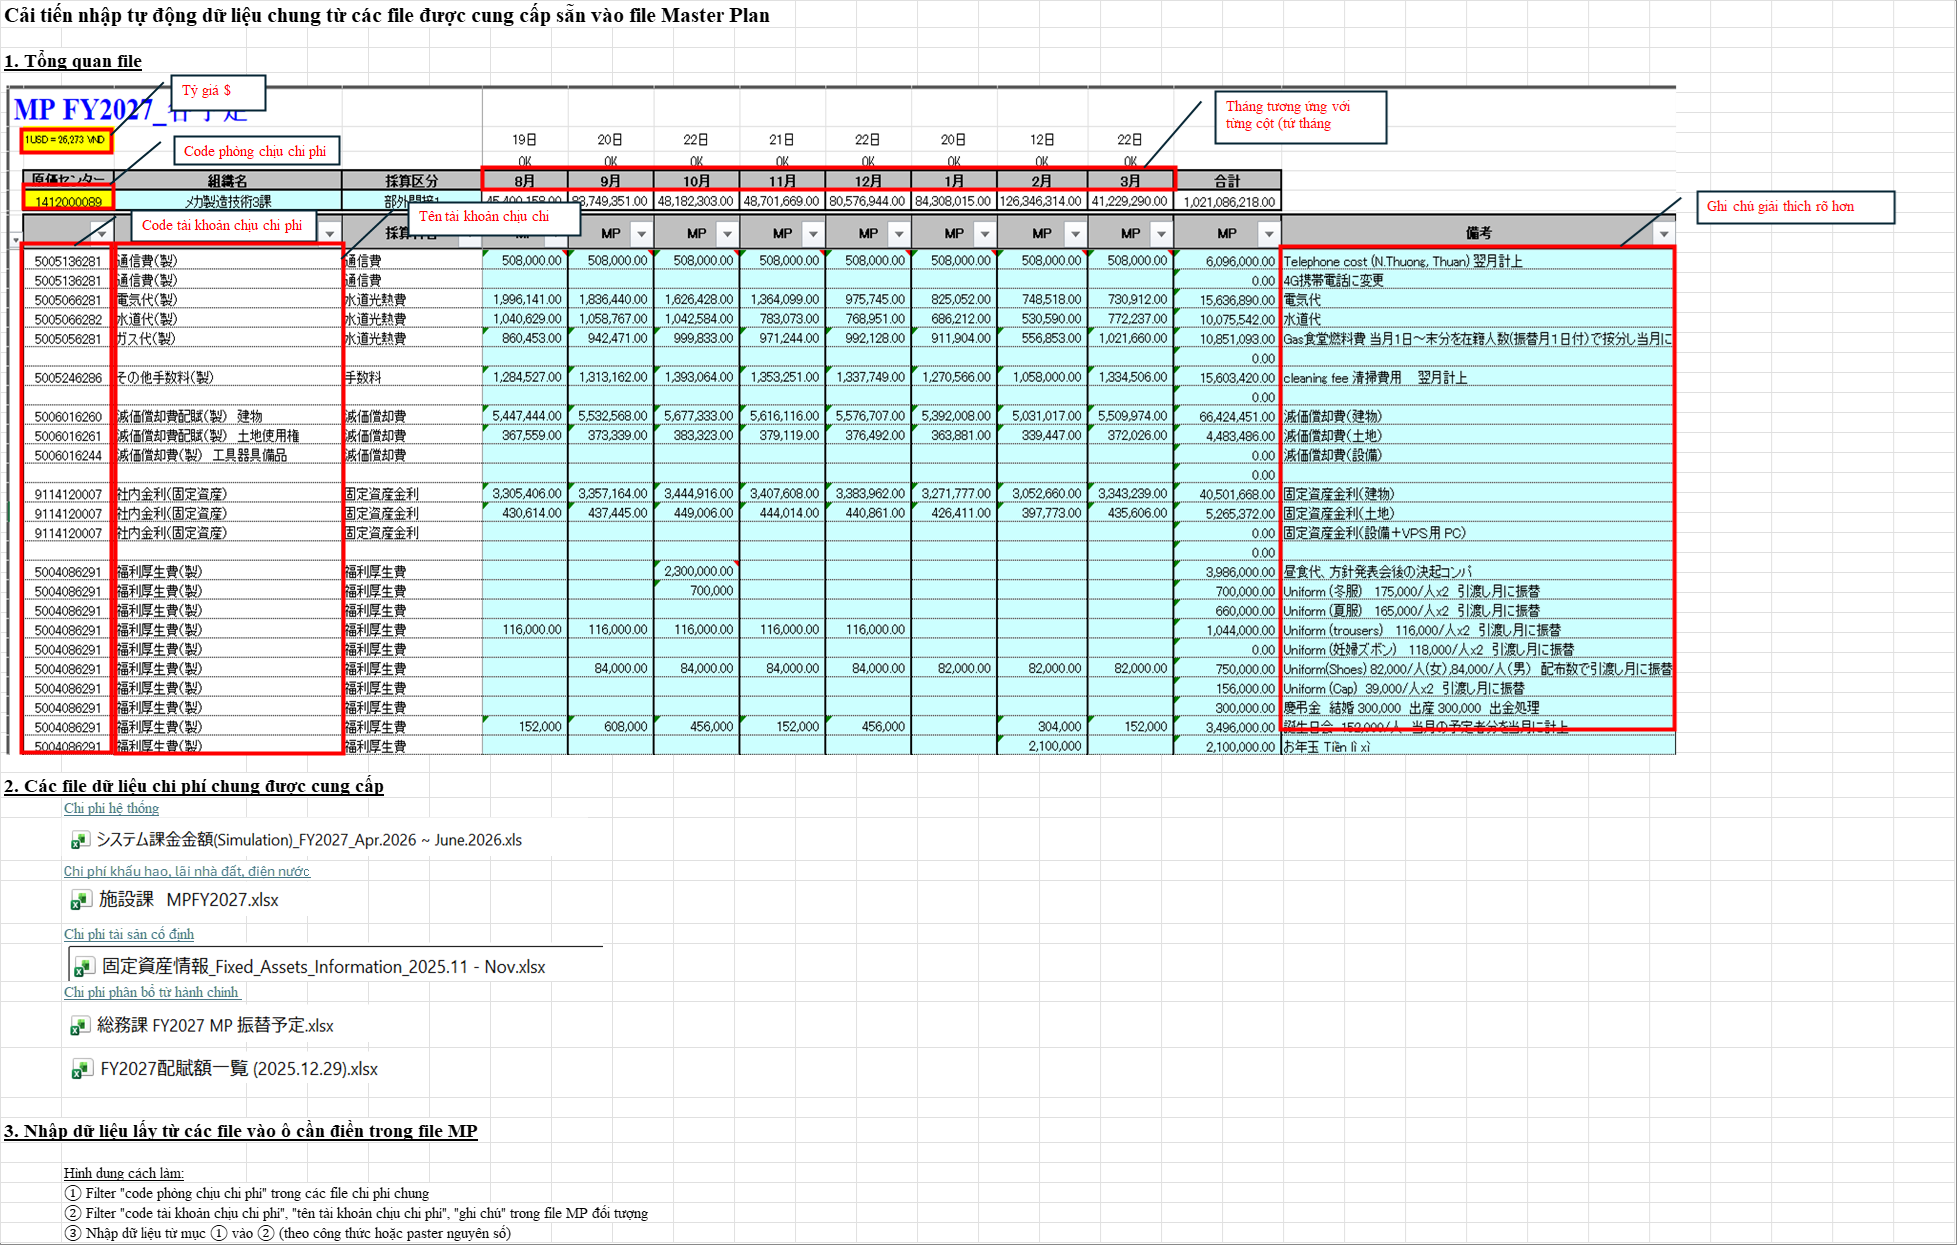 Cải tiến nhập tự động dữ liệu chung từ các file được cung cấp sẵn vào file Master Plan
1. Tổng quan file
Tỷ giá $
MP FY2027_
1USD = 26,273 VND
Code phòng chịu chi phí
Tháng tương ứng với
từng cột (từ tháng
19日 20日 22日 21日 22日 20日 12日 22日
OK OK OK OK OK OK OK OK
原価センター 組織名 採算区分 8月 9月 10月 11月 12月 1月 2月 3月 合計
1412000089 メカ製造技術3課 48,182,303.00 48,701,669.00 80,576,944.00 84,308,015.00 126,346,314.00 41,229,290.00 1,021,086,218.00
Code tài khoản chịu chi phí
Tên tài khoản chịu chi
Ghi chú giải thích rõ hơn
MP MP MP MP MP MP MP MP 備考
5005136281 通信費(製) 通信費 508,000.00 508,000.00 508,000.00 508,000.00 508,000.00 508,000.00 508,000.00 508,000.00 6,096,000.00 Telephone cost (N.Thuong, Thuan) 翌月計上
5005136281 通信費(製) 通信費 0.00 4G携帯電話に変更
5005066281 電気代(製) 水道光熱費 1,996,141.00 1,836,440.00 1,626,428.00 1,364,099.00 975,745.00 825,052.00 748,518.00 730,912.00 15,636,890.00 電気代
5005066282 水道代(製) 水道光熱費 1,040,629.00 1,058,767.00 1,042,584.00 783,073.00 768,951.00 686,212.00 530,590.00 772,237.00 10,075,542.00 水道代
5005056281 ガス代(製) 水道光熱費 860,453.00 942,471.00 999,833.00 971,244.00 992,128.00 911,904.00 556,853.00 1,021,660.00 10,851,093.00 Gas食堂燃料費 当月1日～末分を在籍人数(振替月1日付)で按分し当月に
0.00
5005246286 その他手数料(製) 手数料 1,284,527.00 1,313,162.00 1,393,064.00 1,353,251.00 1,337,749.00 1,270,566.00 1,058,000.00 1,334,506.00 15,603,420.00 cleaning fee 清掃費用 翌月計上
0.00
5006016260 減価償却費配賦(製) 建物 減価償却費 5,447,444.00 5,532,568.00 5,677,333.00 5,616,116.00 5,576,707.00 5,392,008.00 5,031,017.00 5,509,974.00 66,424,451.00 減価償却費(建物)
5006016261 減価償却費配賦(製) 土地使用権 減価償却費 367,559.00 373,339.00 383,323.00 379,119.00 376,492.00 363,881.00 339,447.00 372,026.00 4,483,486.00 減価償却費(土地)
5006016244 減価償却費(製) 工具器具備品 減価償却費 0.00 減価償却費(設備)
0.00
9114120007 社内金利(固定資産) 固定資産金利 3,305,406.00 3,357,164.00 3,444,916.00 3,407,608.00 3,383,962.00 3,271,777.00 3,052,660.00 3,343,239.00 40,501,668.00 固定資産金利(建物)
9114120007 社内金利(固定資産) 固定資産金利 430,614.00 437,445.00 449,006.00 444,014.00 440,861.00 426,411.00 397,773.00 435,606.00 5,265,372.00 固定資産金利(土地)
9114120007 社内金利(固定資産) 固定資産金利 0.00 固定資産金利(設備+VPS用 PC)
0.00
5004086291 福利厚生費(製) 福利厚生費 2,300,000.00 3,986,000.00 昼食代、方針発表会後の決起コンパ
5004086291 福利厚生費(製) 福利厚生費 700,000 700,000.00 Uniform (冬服) 175,000/人x2 引渡し月に振替
5004086291 福利厚生費(製) 福利厚生費 660,000.00 Uniform (夏服) 165,000/人x2 引渡し月に振替
5004086291 福利厚生費(製) 福利厚生費 116,000.00 116,000.00 116,000.00 116,000.00 116,000.00 1,044,000.00 Uniform (trousers) 116,000/人x2 引渡し月に振替
5004086291 福利厚生費(製) 福利厚生費 0.00 Uniform (妊婦ズボン) 118,000/人x2 引渡し月に振替
5004086291 福利厚生費(製) 福利厚生費 84,000.00 84,000.00 84,000.00 84,000.00 82,000.00 82,000.00 82,000.00 750,000.00 Uniform(Shoes) 82,000/人(女),84,000/人(男) 配布数で引渡し月に振替
5004086291 福利厚生費(製) 福利厚生費 156,000.00 Uniform (Cap) 39,000/人x2 引渡し月に振替
5004086291 福利厚生費(製) 福利厚生費 300,000.00 慶弔金 結婚 300,000 出産 300,000 出金処理
5004086291 福利厚生費(製) 福利厚生費 152,000 608,000 456,000 152,000 456,000 304,000 152,000 3,496,000.00 誕生日会 152,000/人 当月の予定者分を当月に計上
5004086291 福利厚生費(製) 福利厚生費 2,100,000 2,100,000.00 お年玉 Tiền lì xì
2. Các file dữ liệu chi phí chung được cung cấp
Chi phí hệ thống
システム課金金額(Simulation)_FY2027_Apr.2026 ~ June.2026.xls
Chi phí khấu hao, lãi nhà đất, điện nước
施設課 MPFY2027.xlsx
Chi phí tài sản cố định
固定資産情報_Fixed_Assets_Information_2025.11 - Nov.xlsx
Chi phí phân bổ từ hành chính
総務課 FY2027 MP 振替予定.xlsx
FY2027配賦額一覧 (2025.12.29).xlsx
3. Nhập dữ liệu lấy từ các file vào ô cần điền trong file MP
Hình dung cách làm:
① Filter "code phòng chịu chi phí" trong các file chi phí chung
② Filter "code tài khoản chịu chi phí", "tên tài khoản chịu chi phí", "ghi chú" trong file MP đối tượng
③ Nhập dữ liệu từ mục ① vào ② (theo công thức hoặc paster nguyên số)